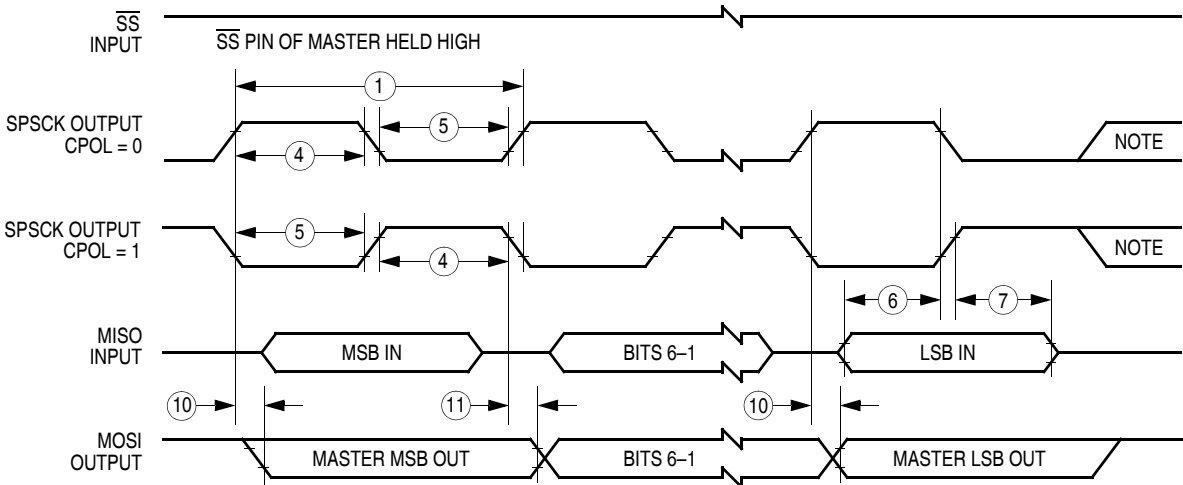 SS
INPUT
SS PIN OF MASTER HELD HIGH
1
SPSCK OUTPUT
CPOL = 0
5
4
NOTE
SPSCK OUTPUT
CPOL = 1
5
4
NOTE
6
7
MISO
INPUT
MSB IN
BITS 6–1
LSB IN
10
11
10
MOSI
OUTPUT
MASTER MSB OUT
BITS 6–1
MASTER LSB OUT